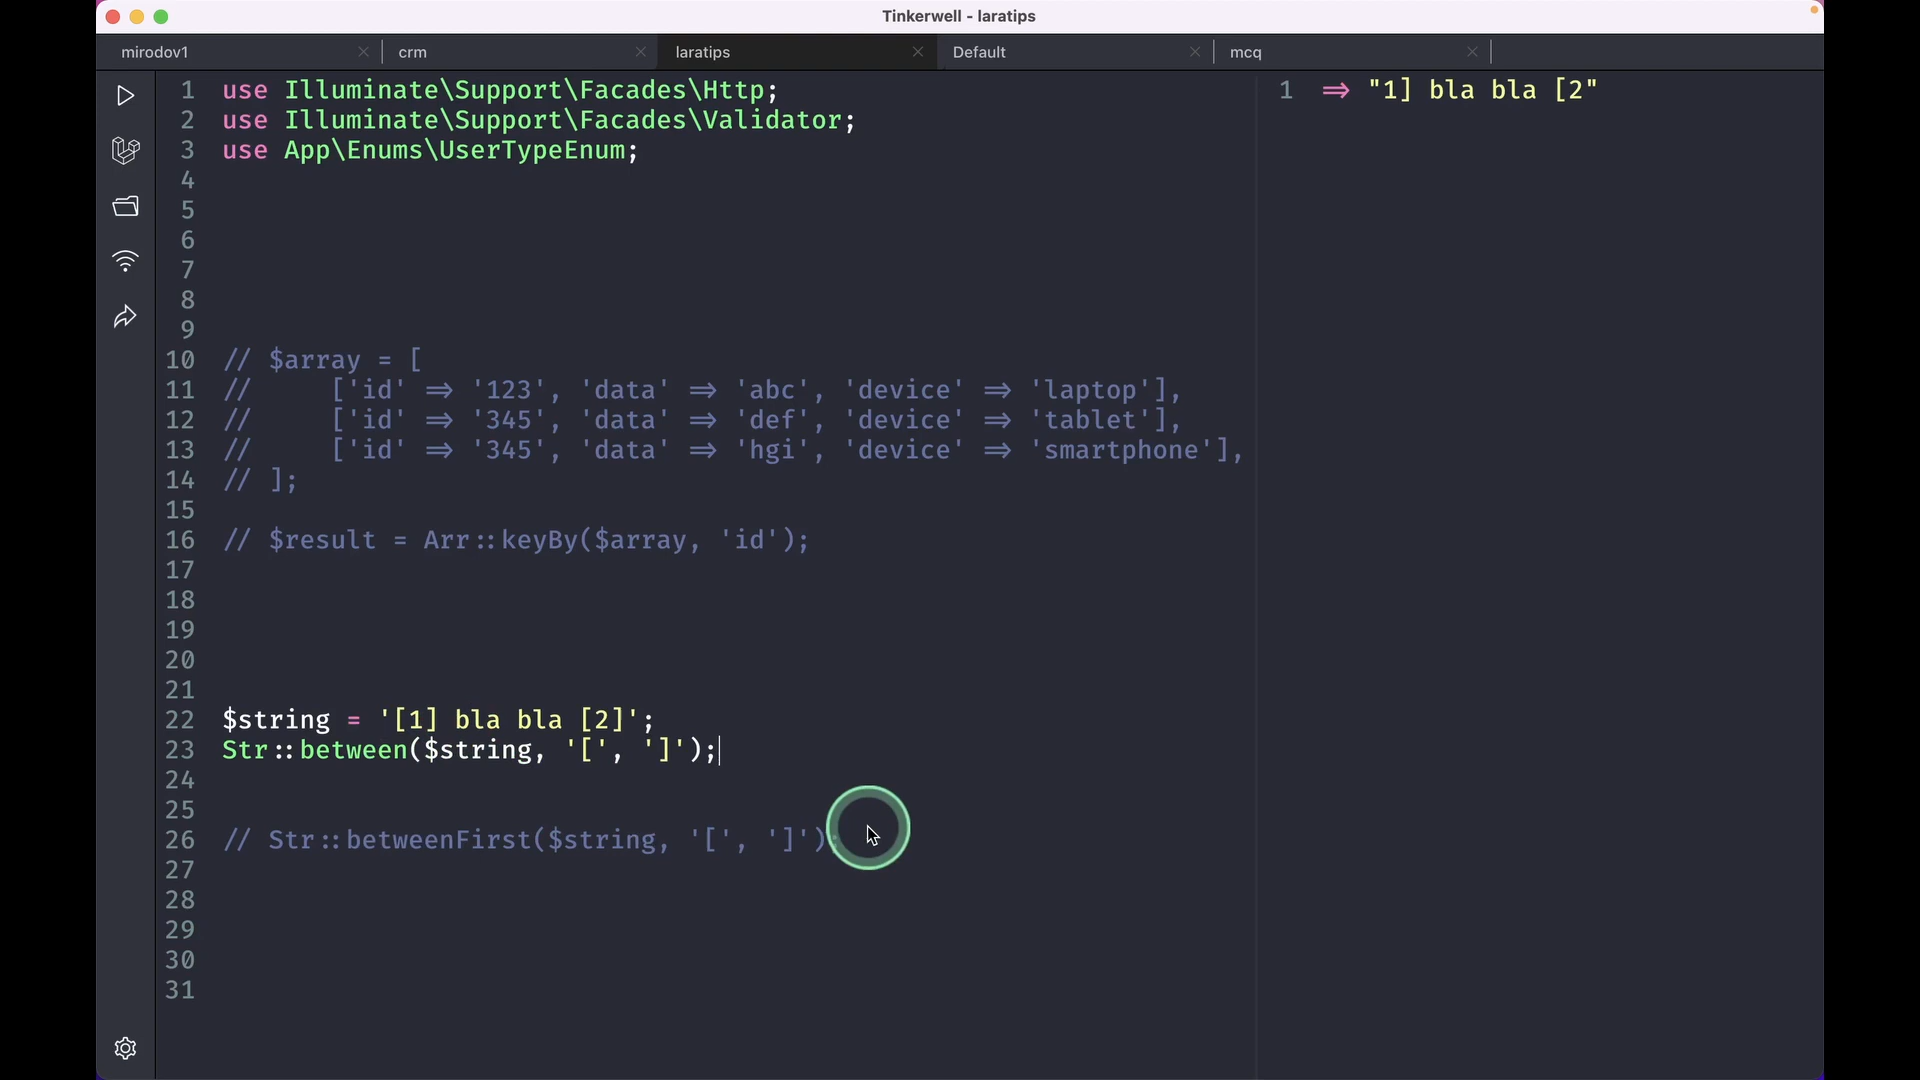 Tinkerwell - laratips
mirodov1 crm laratips Default mcq
1 use Illuminate\Support\Facades\Http;
2 use Illuminate\Support\Facades\Validator;
3 use App\Enums\UserTypeEnum;
4
5
6
7
8
9
10 // $array = [
11 //     ['id' => '123', 'data' => 'abc', 'device' => 'laptop'],
12 //     ['id' => '345', 'data' => 'def', 'device' => 'tablet'],
13 //     ['id' => '345', 'data' => 'hgi', 'device' => 'smartphone'],
14 // ];
15
16 // $result = Arr::keyBy($array, 'id');
17
18
19
20
21
22 $string = '[1] bla bla [2]';
23 Str::between($string, '[', ']');
24
25
26 // Str::betweenFirst($string, '[', ']');
27
28
29
30
31
1 => "1] bla bla [2"